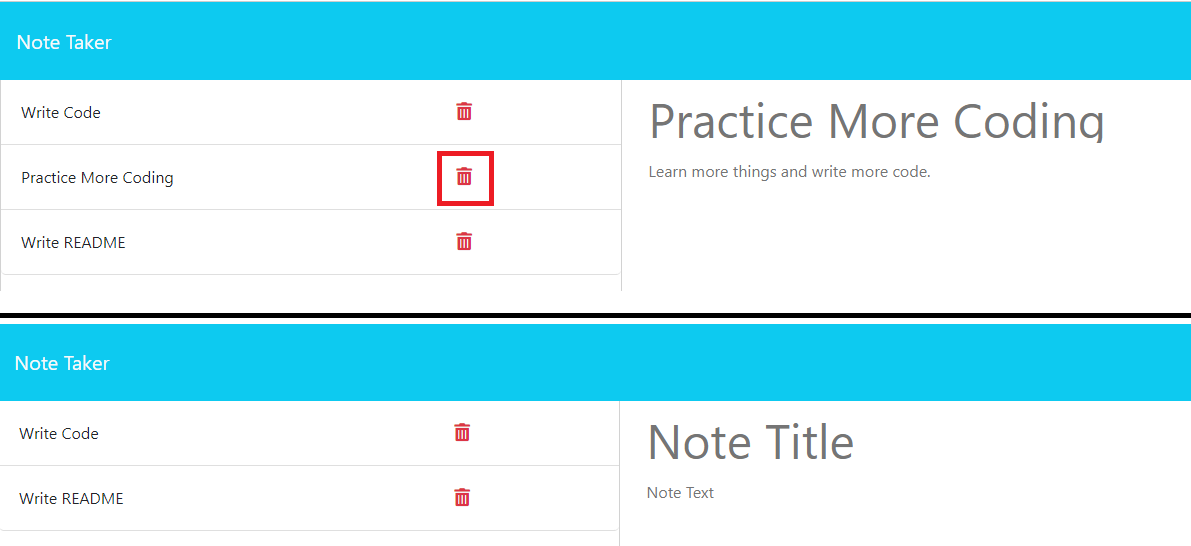 Note Taker
Write Code
Practice More Coding
Write README
Practice More Coding
Learn more things and write more code.
Note Taker
Write Code
Write README
Note Title
Note Text